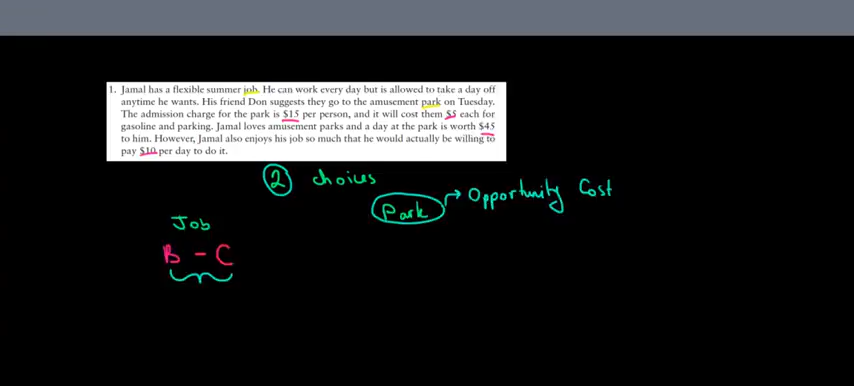 1. Jamal has a flexible summer job. He can work every day but is allowed to take a day off
anytime he wants. His friend Don suggests they go to the amusement park on Tuesday.
The admission charge for the park is $15 per person, and it will cost them $5 each for
gasoline and parking. Jamal loves amusement parks and a day at the park is worth $45
to him. However, Jamal also enjoys his job so much that he would actually be willing to
pay $10 per day to do it.
2 choices
Park → Opportunity Cost
Job
B - C